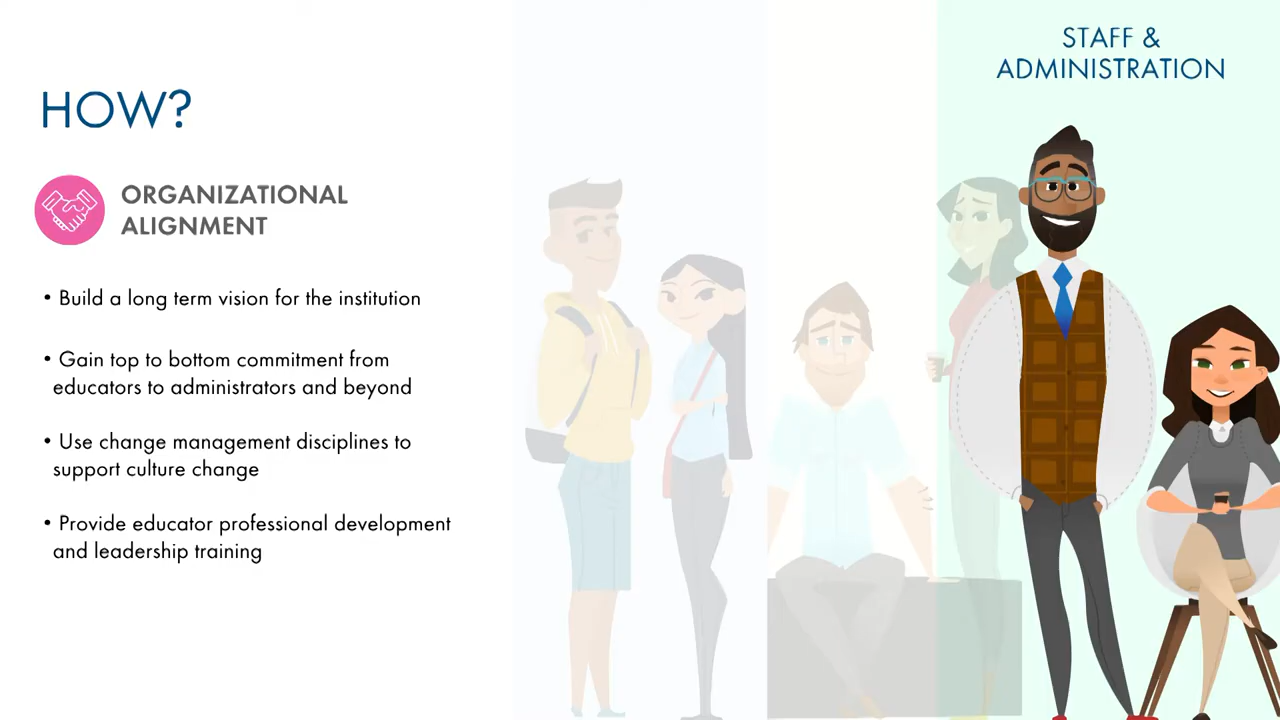 HOW?
ORGANIZATIONAL
ALIGNMENT
• Build a long term vision for the institution
• Gain top to bottom commitment from
educators to administrators and beyond
• Use change management disciplines to
support culture change
• Provide educator professional development
and leadership training
STAFF &
ADMINISTRATION